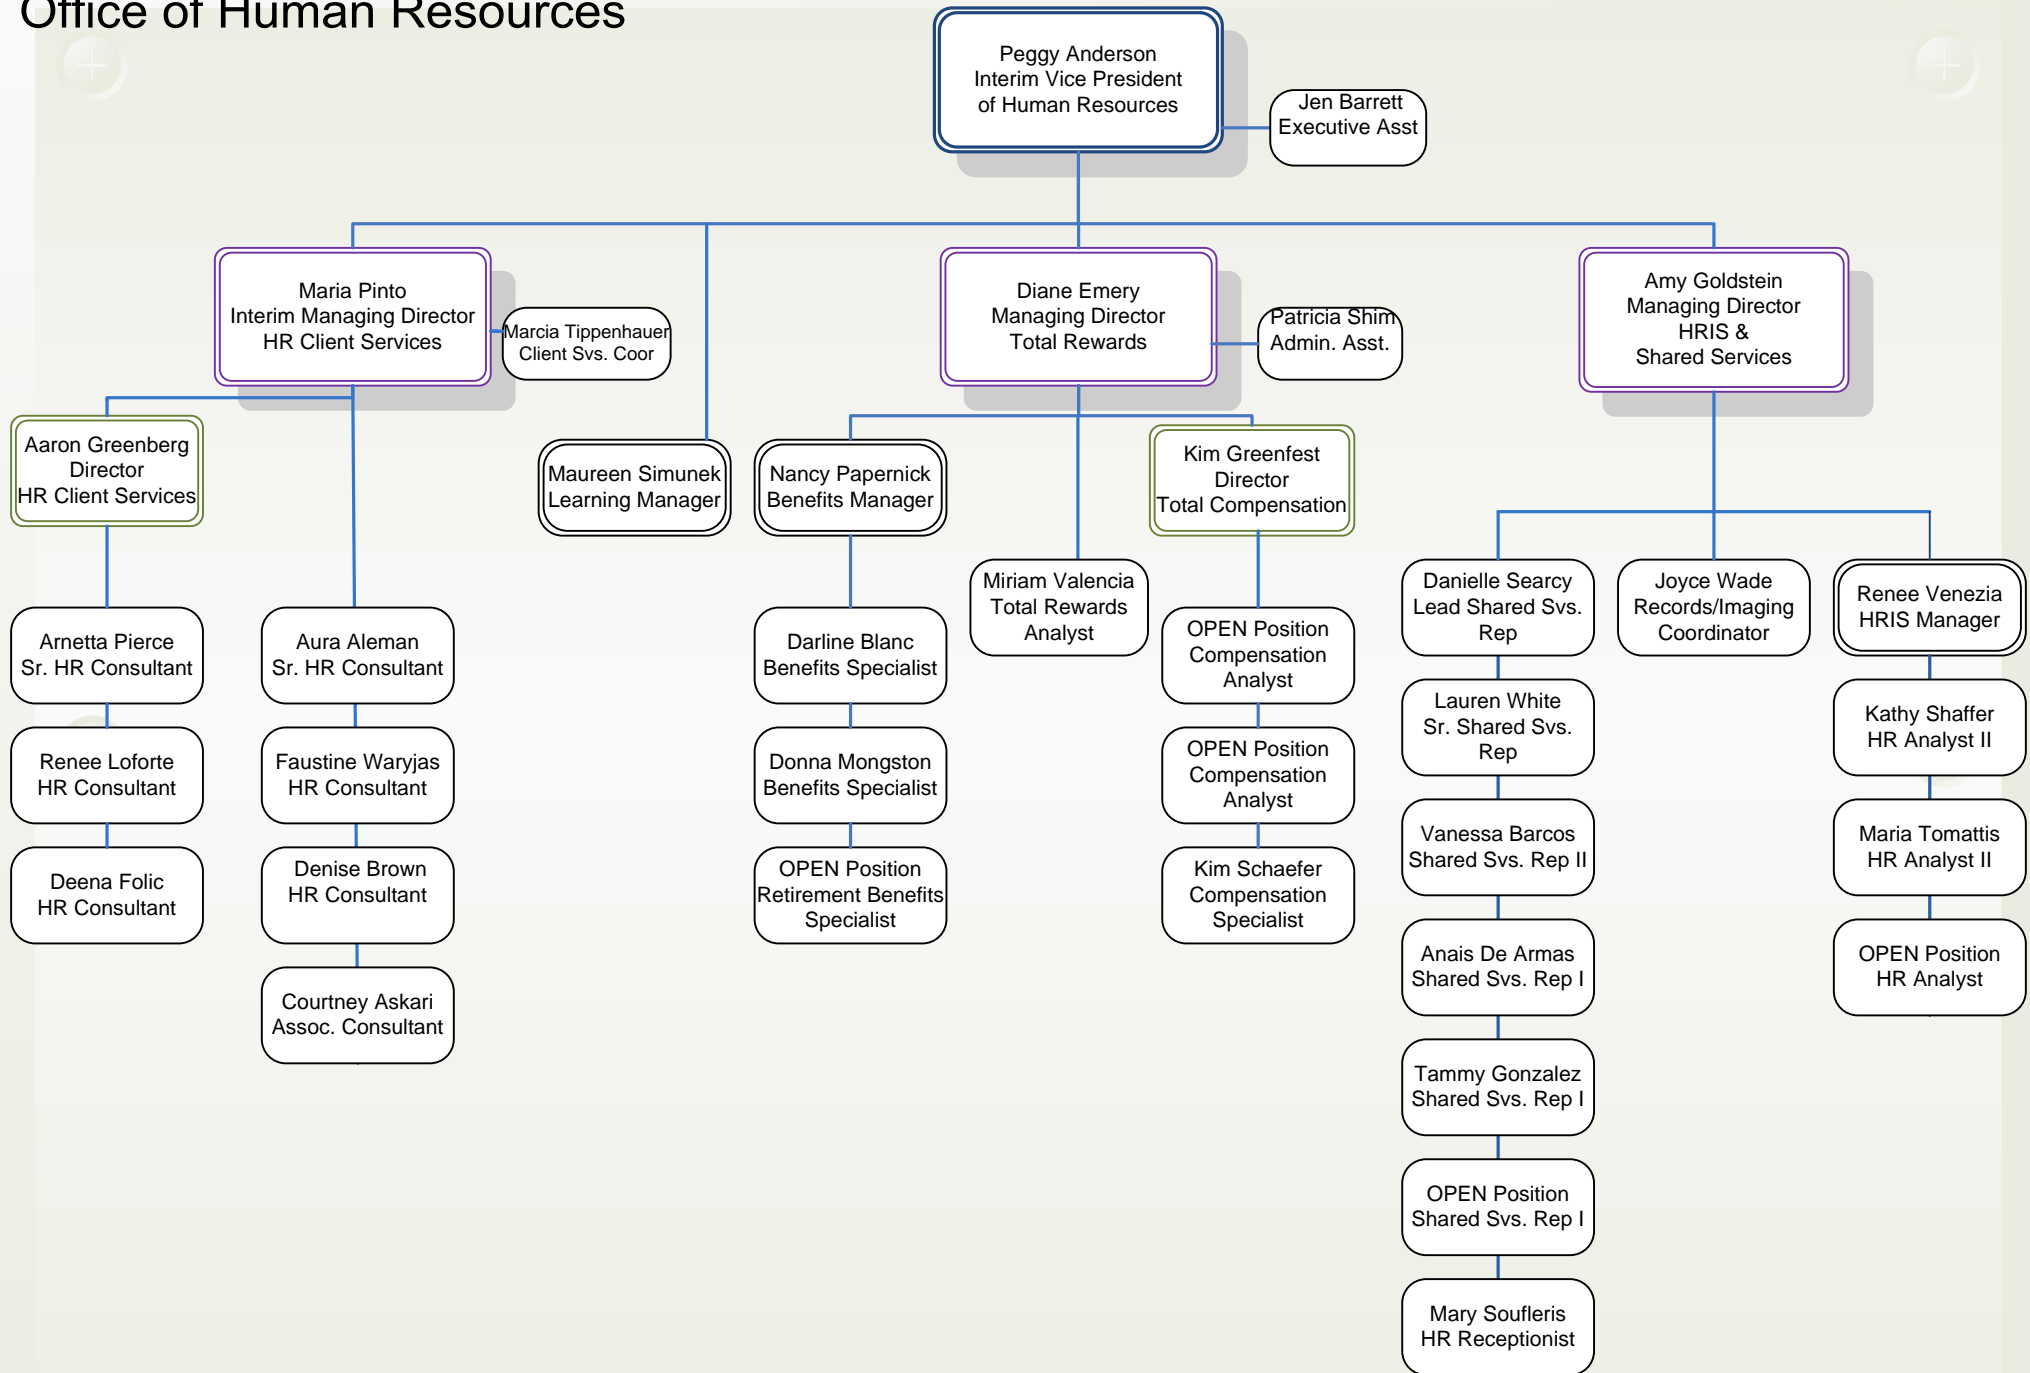 Office of Human Resources
Peggy Anderson
Interim Vice President
of Human Resources
Jen Barrett
Executive Asst
Maria Pinto
Interim Managing Director
HR Client Services
Marcia Tippenhauer
Client Svs. Coor
Diane Emery
Managing Director
Total Rewards
Patricia Shim
Admin. Asst.
Amy Goldstein
Managing Director
HRIS &
Shared Services
Aaron Greenberg
Director
HR Client Services
Maureen Simunek
Learning Manager
Nancy Papernick
Benefits Manager
Kim Greenfest
Director
Total Compensation
Miriam Valencia
Total Rewards
Analyst
Danielle Searcy
Lead Shared Svs.
Rep
Joyce Wade
Records/Imaging
Coordinator
Renee Venezia
HRIS Manager
Arnetta Pierce
Sr. HR Consultant
Aura Aleman
Sr. HR Consultant
Darline Blanc
Benefits Specialist
OPEN Position
Compensation
Analyst
Lauren White
Sr. Shared Svs.
Rep
Kathy Shaffer
HR Analyst II
Renee Loforte
HR Consultant
Faustine Waryjas
HR Consultant
Donna Mongston
Benefits Specialist
OPEN Position
Compensation
Analyst
Vanessa Barcos
Shared Svs. Rep II
Maria Tomattis
HR Analyst II
Deena Folic
HR Consultant
Denise Brown
HR Consultant
OPEN Position
Retirement Benefits
Specialist
Kim Schaefer
Compensation
Specialist
Anais De Armas
Shared Svs. Rep I
OPEN Position
HR Analyst
Courtney Askari
Assoc. Consultant
Tammy Gonzalez
Shared Svs. Rep I
OPEN Position
Shared Svs. Rep I
Mary Soufleris
HR Receptionist